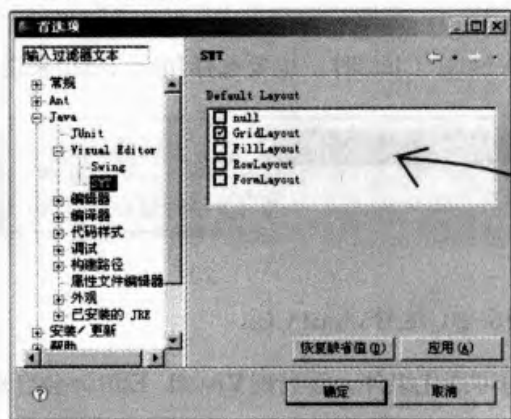 首选项
输入过滤器文本
常规
Ant
Java
JUnit
Visual Editor
Swing
SWT
编辑器
编译器
代码样式
调试
构建路径
属性文件编辑器
外观
已安装的 JRE
安装/更新
帮助
SWT
Default Layout
null
GridLayout
FillLayout
RowLayout
FormLayout
恢复缺省值(D)
应用(A)
确定
取消